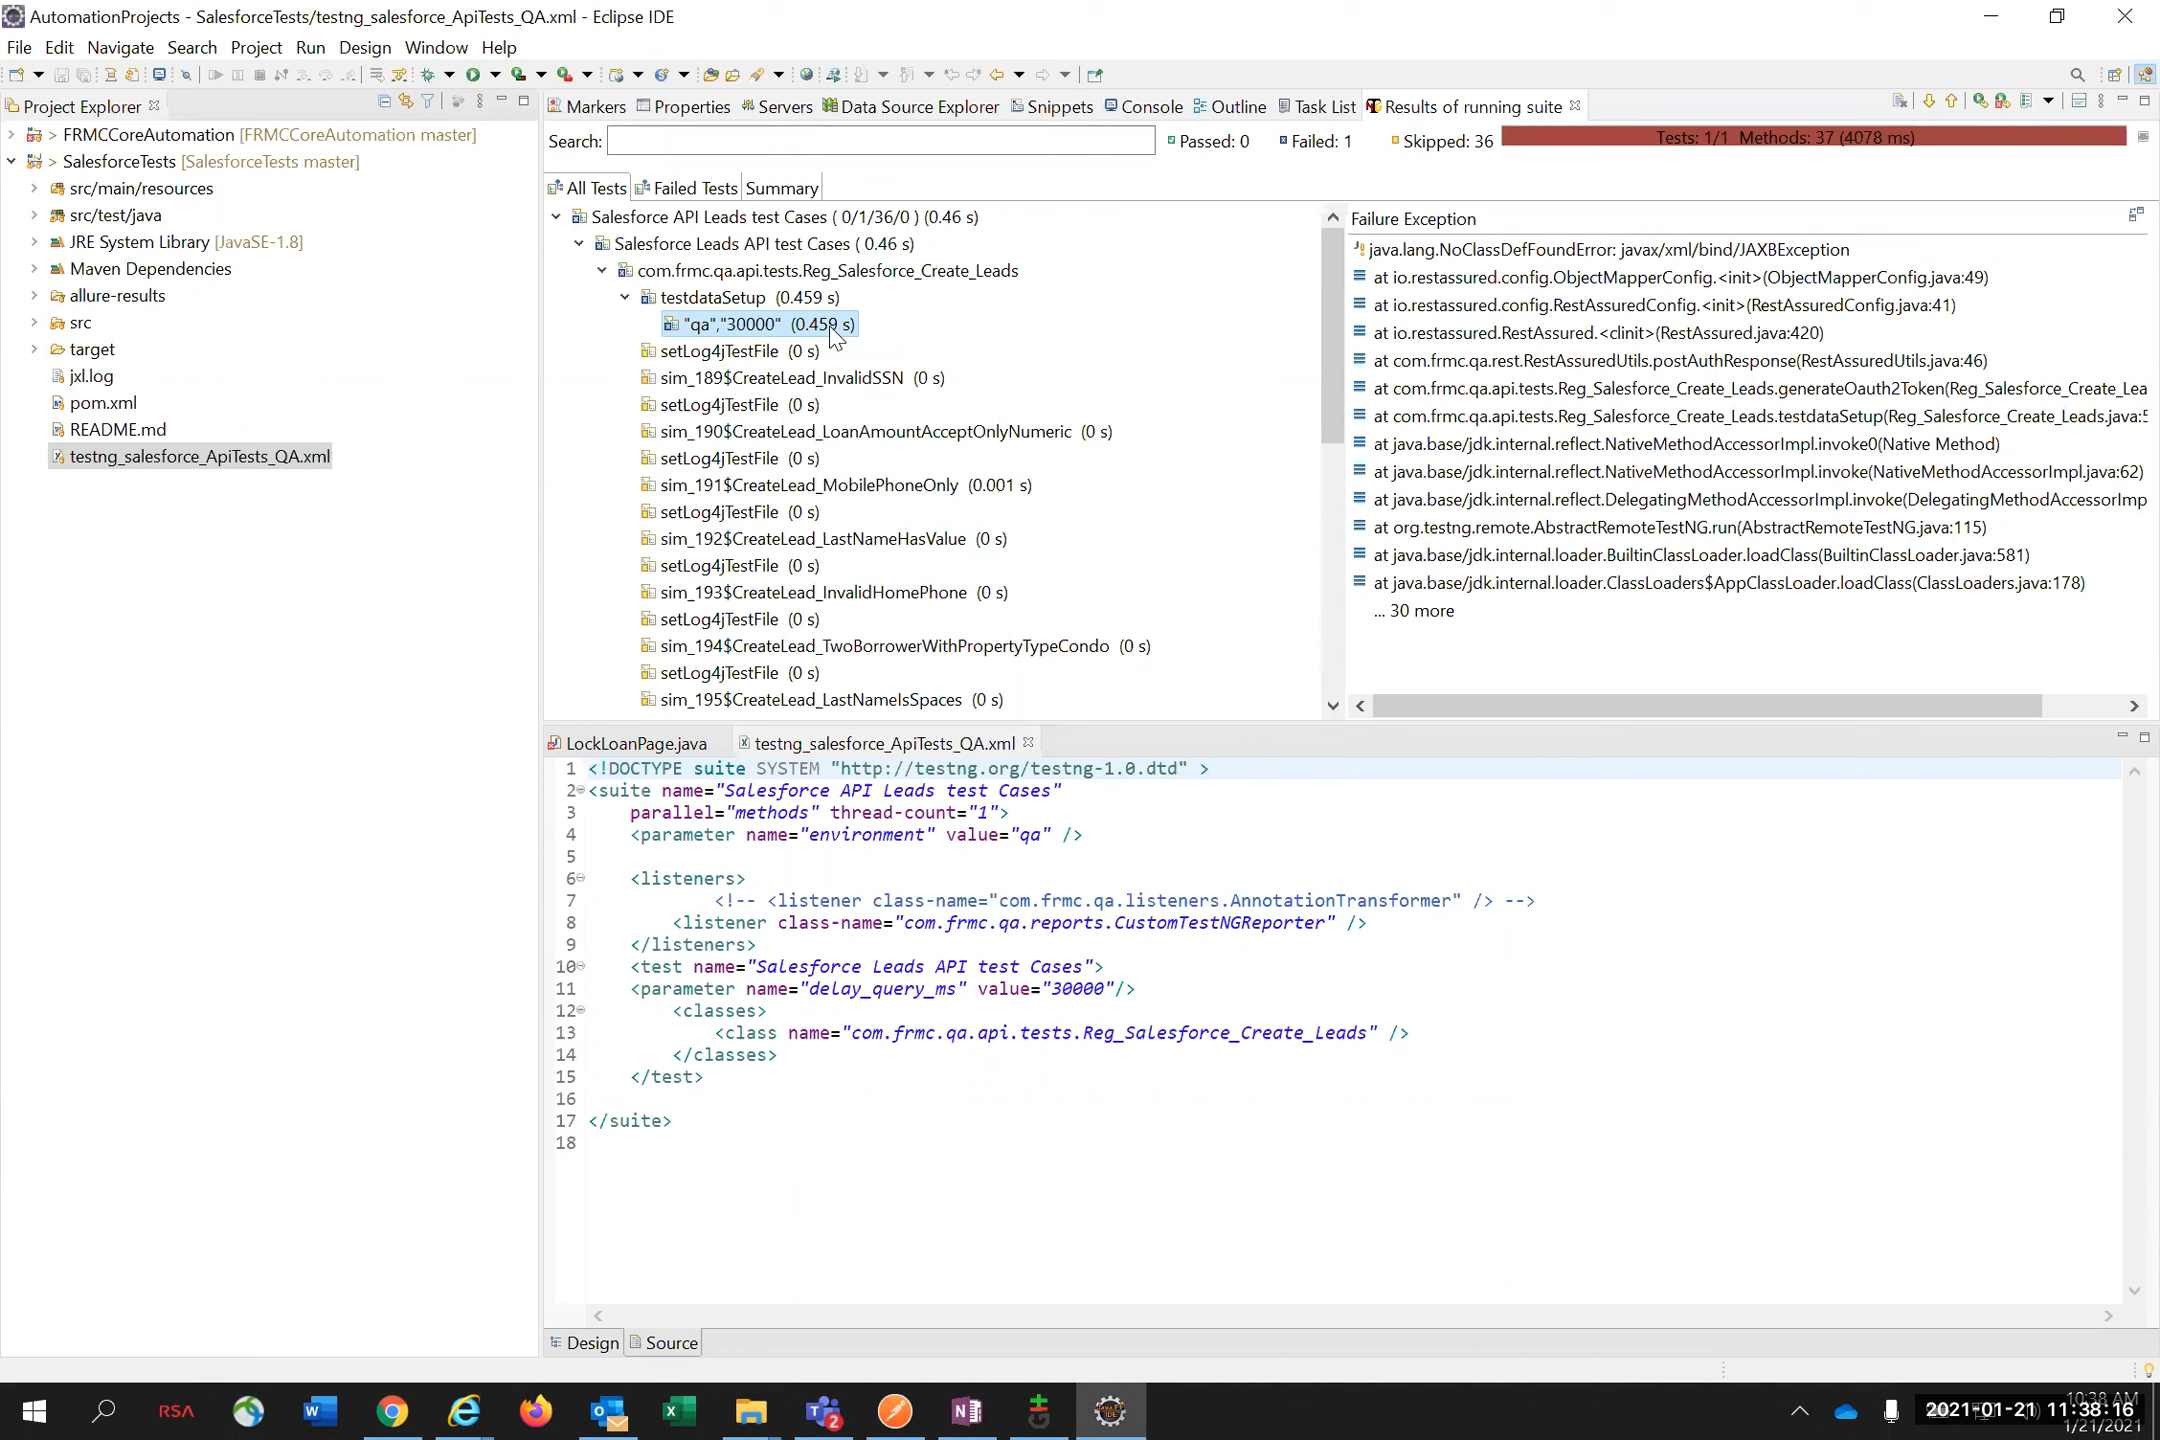 AutomationProjects - SalesforceTests/testng_salesforce_ApiTests_QA.xml - Eclipse IDE
File Edit Navigate Search Project Run Design Window Help
Project Explorer
> FRMCCoreAutomation [FRMCCoreAutomation master]
> SalesforceTests [SalesforceTests master]
src/main/resources
src/test/java
JRE System Library [JavaSE-1.8]
Maven Dependencies
allure-results
src
target
jxl.log
pom.xml
README.md
testng_salesforce_ApiTests_QA.xml
Markers Properties Servers Data Source Explorer Snippets Console Outline Task List Results of running suite
Search: Passed: 0 Failed: 1 Skipped: 36 Tests: 1/1 Methods: 37 (4078 ms)
All Tests Failed Tests Summary
Salesforce API Leads test Cases ( 0/1/36/0 ) (0.46 s)
Salesforce Leads API test Cases ( 0.46 s)
com.frmc.qa.api.tests.Reg_Salesforce_Create_Leads
testdataSetup (0.459 s)
"qa","30000" (0.459 s)
setLog4jTestFile (0 s)
sim_189$CreateLead_InvalidSSN (0 s)
setLog4jTestFile (0 s)
sim_190$CreateLead_LoanAmountAcceptOnlyNumeric (0 s)
setLog4jTestFile (0 s)
sim_191$CreateLead_MobilePhoneOnly (0.001 s)
setLog4jTestFile (0 s)
sim_192$CreateLead_LastNameHasValue (0 s)
setLog4jTestFile (0 s)
sim_193$CreateLead_InvalidHomePhone (0 s)
setLog4jTestFile (0 s)
sim_194$CreateLead_TwoBorrowerWithPropertyTypeCondo (0 s)
setLog4jTestFile (0 s)
sim_195$CreateLead_LastNameIsSpaces (0 s)
Failure Exception
java.lang.NoClassDefFoundError: javax/xml/bind/JAXBException
at io.restassured.config.ObjectMapperConfig.<init>(ObjectMapperConfig.java:49)
at io.restassured.config.RestAssuredConfig.<init>(RestAssuredConfig.java:41)
at io.restassured.RestAssured.<clinit>(RestAssured.java:420)
at com.frmc.qa.rest.RestAssuredUtils.postAuthResponse(RestAssuredUtils.java:46)
at com.frmc.qa.api.tests.Reg_Salesforce_Create_Leads.generateOauth2Token(Reg_Salesforce_Create_Lea
at com.frmc.qa.api.tests.Reg_Salesforce_Create_Leads.testdataSetup(Reg_Salesforce_Create_Leads.java:5
at java.base/jdk.internal.reflect.NativeMethodAccessorImpl.invoke0(Native Method)
at java.base/jdk.internal.reflect.NativeMethodAccessorImpl.invoke(NativeMethodAccessorImpl.java:62)
at java.base/jdk.internal.reflect.DelegatingMethodAccessorImpl.invoke(DelegatingMethodAccessorImp
at org.testng.remote.AbstractRemoteTestNG.run(AbstractRemoteTestNG.java:115)
at java.base/jdk.internal.loader.BuiltinClassLoader.loadClass(BuiltinClassLoader.java:581)
at java.base/jdk.internal.loader.ClassLoaders$AppClassLoader.loadClass(ClassLoaders.java:178)
... 30 more
LockLoanPage.java testng_salesforce_ApiTests_QA.xml
1 <!DOCTYPE suite SYSTEM "http://testng.org/testng-1.0.dtd" >
2 <suite name="Salesforce API Leads test Cases"
3 parallel="methods" thread-count="1">
4 <parameter name="environment" value="qa" />
5
6 <listeners>
7 <!-- <listener class-name="com.frmc.qa.listeners.AnnotationTransformer" /> -->
8 <listener class-name="com.frmc.qa.reports.CustomTestNGReporter" />
9 </listeners>
10 <test name="Salesforce Leads API test Cases">
11 <parameter name="delay_query_ms" value="30000"/>
12 <classes>
13 <class name="com.frmc.qa.api.tests.Reg_Salesforce_Create_Leads" />
14 </classes>
15 </test>
16
17 </suite>
18
Design Source
RSA
2
10:38 AM
2021-01-21 11:38:16
1/21/2021